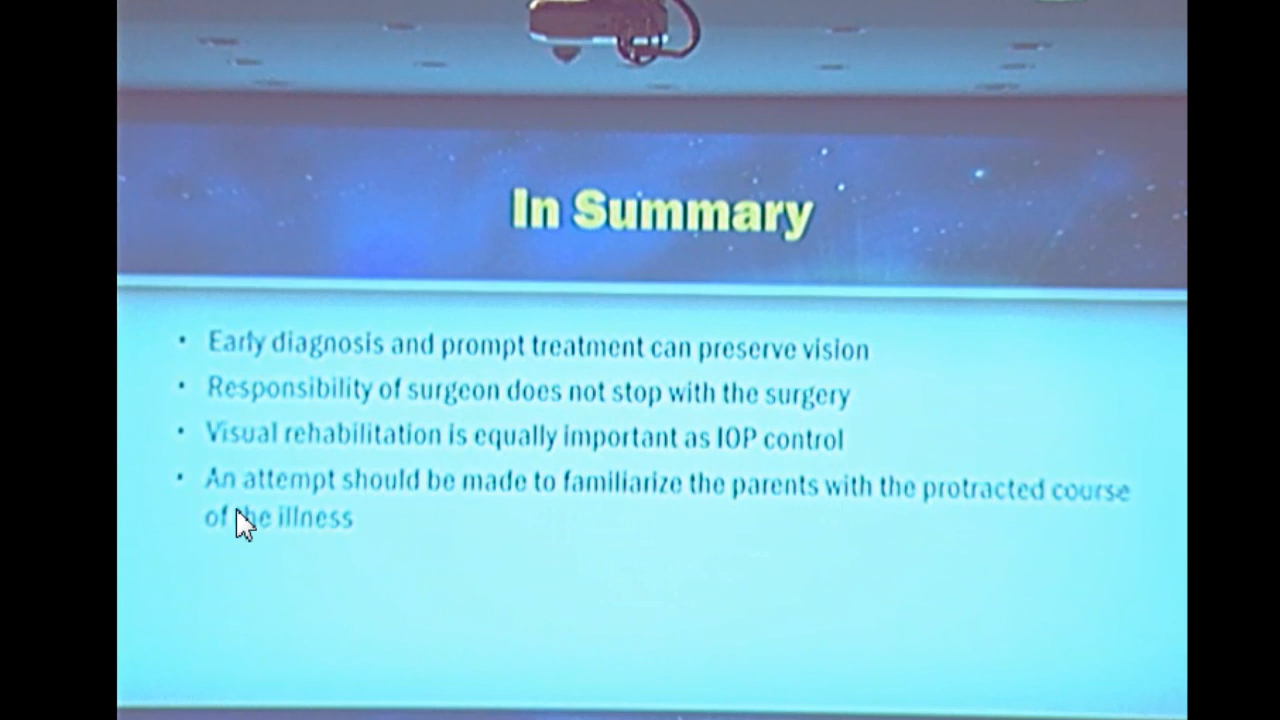 In Summary
• Early diagnosis and prompt treatment can preserve vision
• Responsibility of surgeon does not stop with the surgery
• Visual rehabilitation is equally important as IOP control
• An attempt should be made to familiarize the parents with the protracted course
of the illness